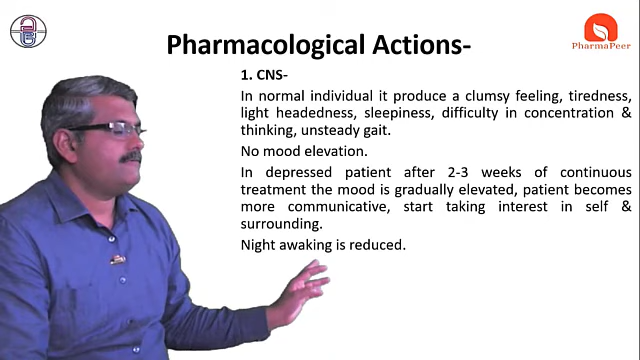 Pharmacological Actions-
PharmaPeer
1. CNS-
In normal individual it produce a clumsy feeling, tiredness,
light headedness, sleepiness, difficulty in concentration &
thinking, unsteady gait.
No mood elevation.
In depressed patient after 2-3 weeks of continuous
treatment the mood is gradually elevated, patient becomes
more communicative, start taking interest in self &
surrounding.
Night awaking is reduced.